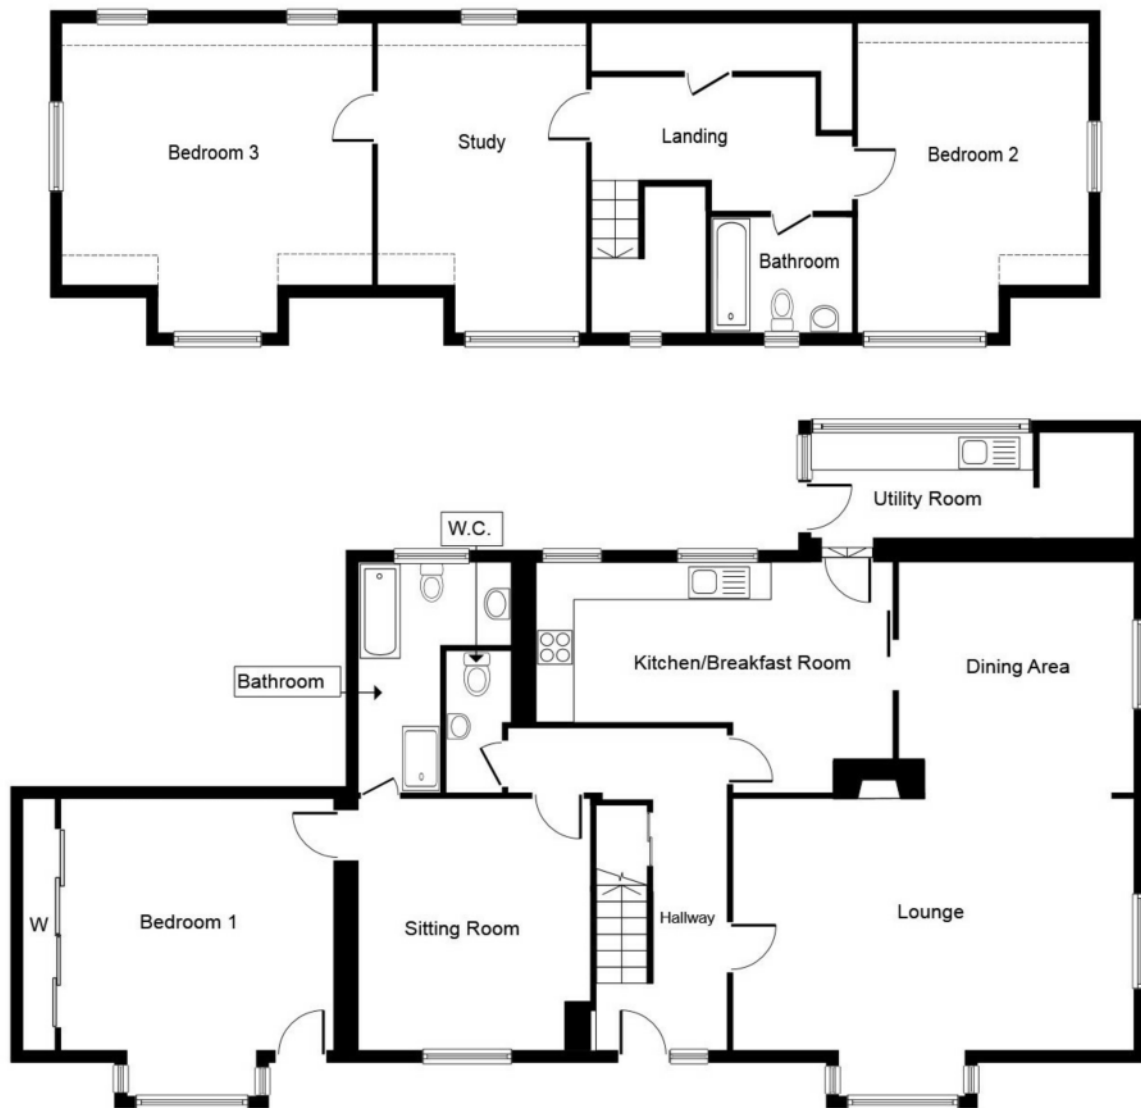 Bedroom 3
Study
Landing
Bedroom 2
Bathroom
Utility Room
W.C.
Kitchen/Breakfast Room
Dining Area
Bathroom
W
Bedroom 1
Sitting Room
Hallway
Lounge